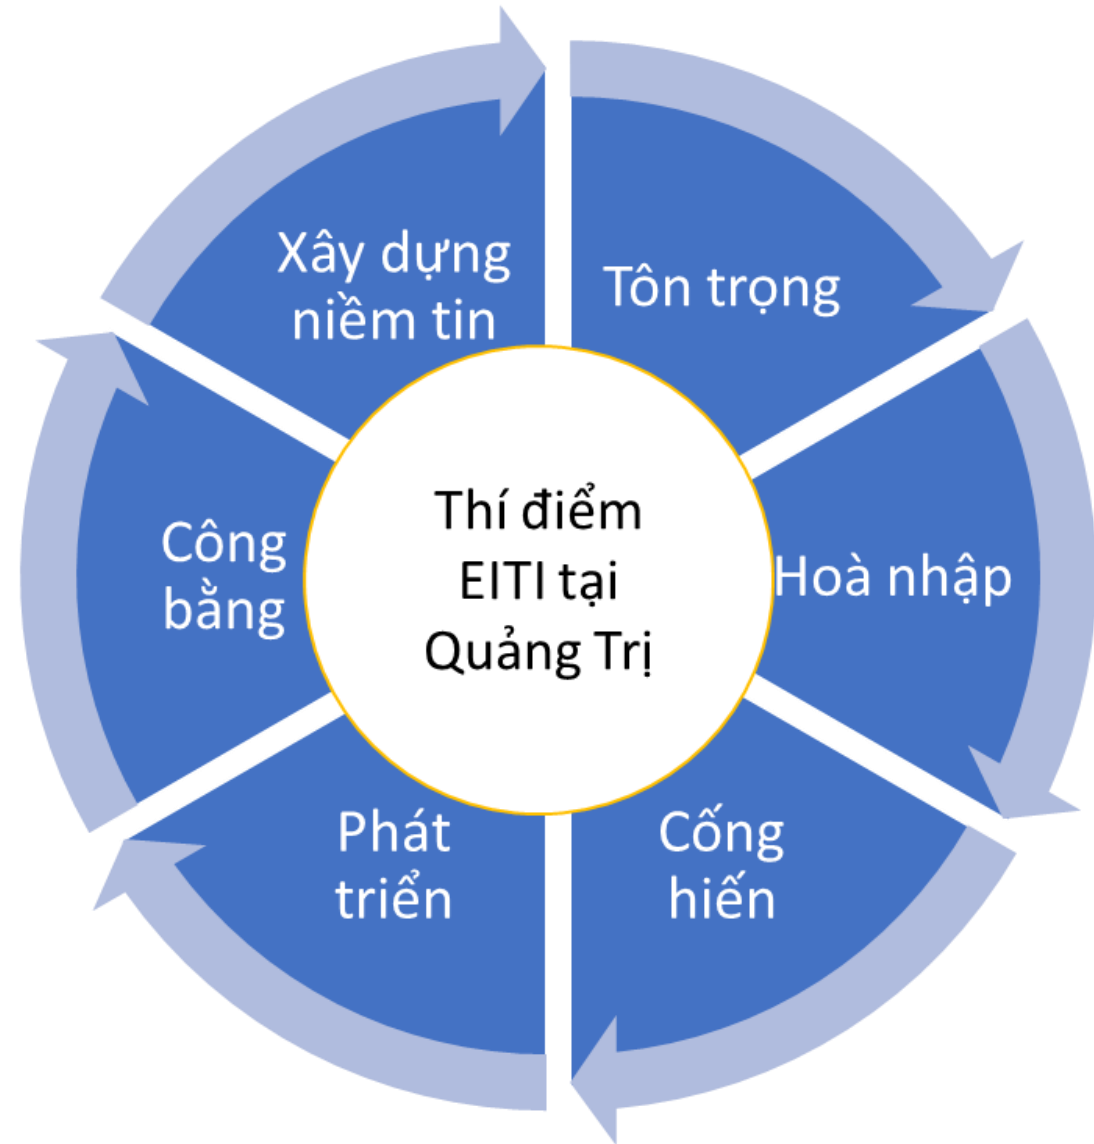 Xây dựng
niềm tin
Tôn trọng
Hoà nhập
Cống
hiến
Phát
triển
Công
bằng
Thí điểm
EITI tại
Quảng Trị